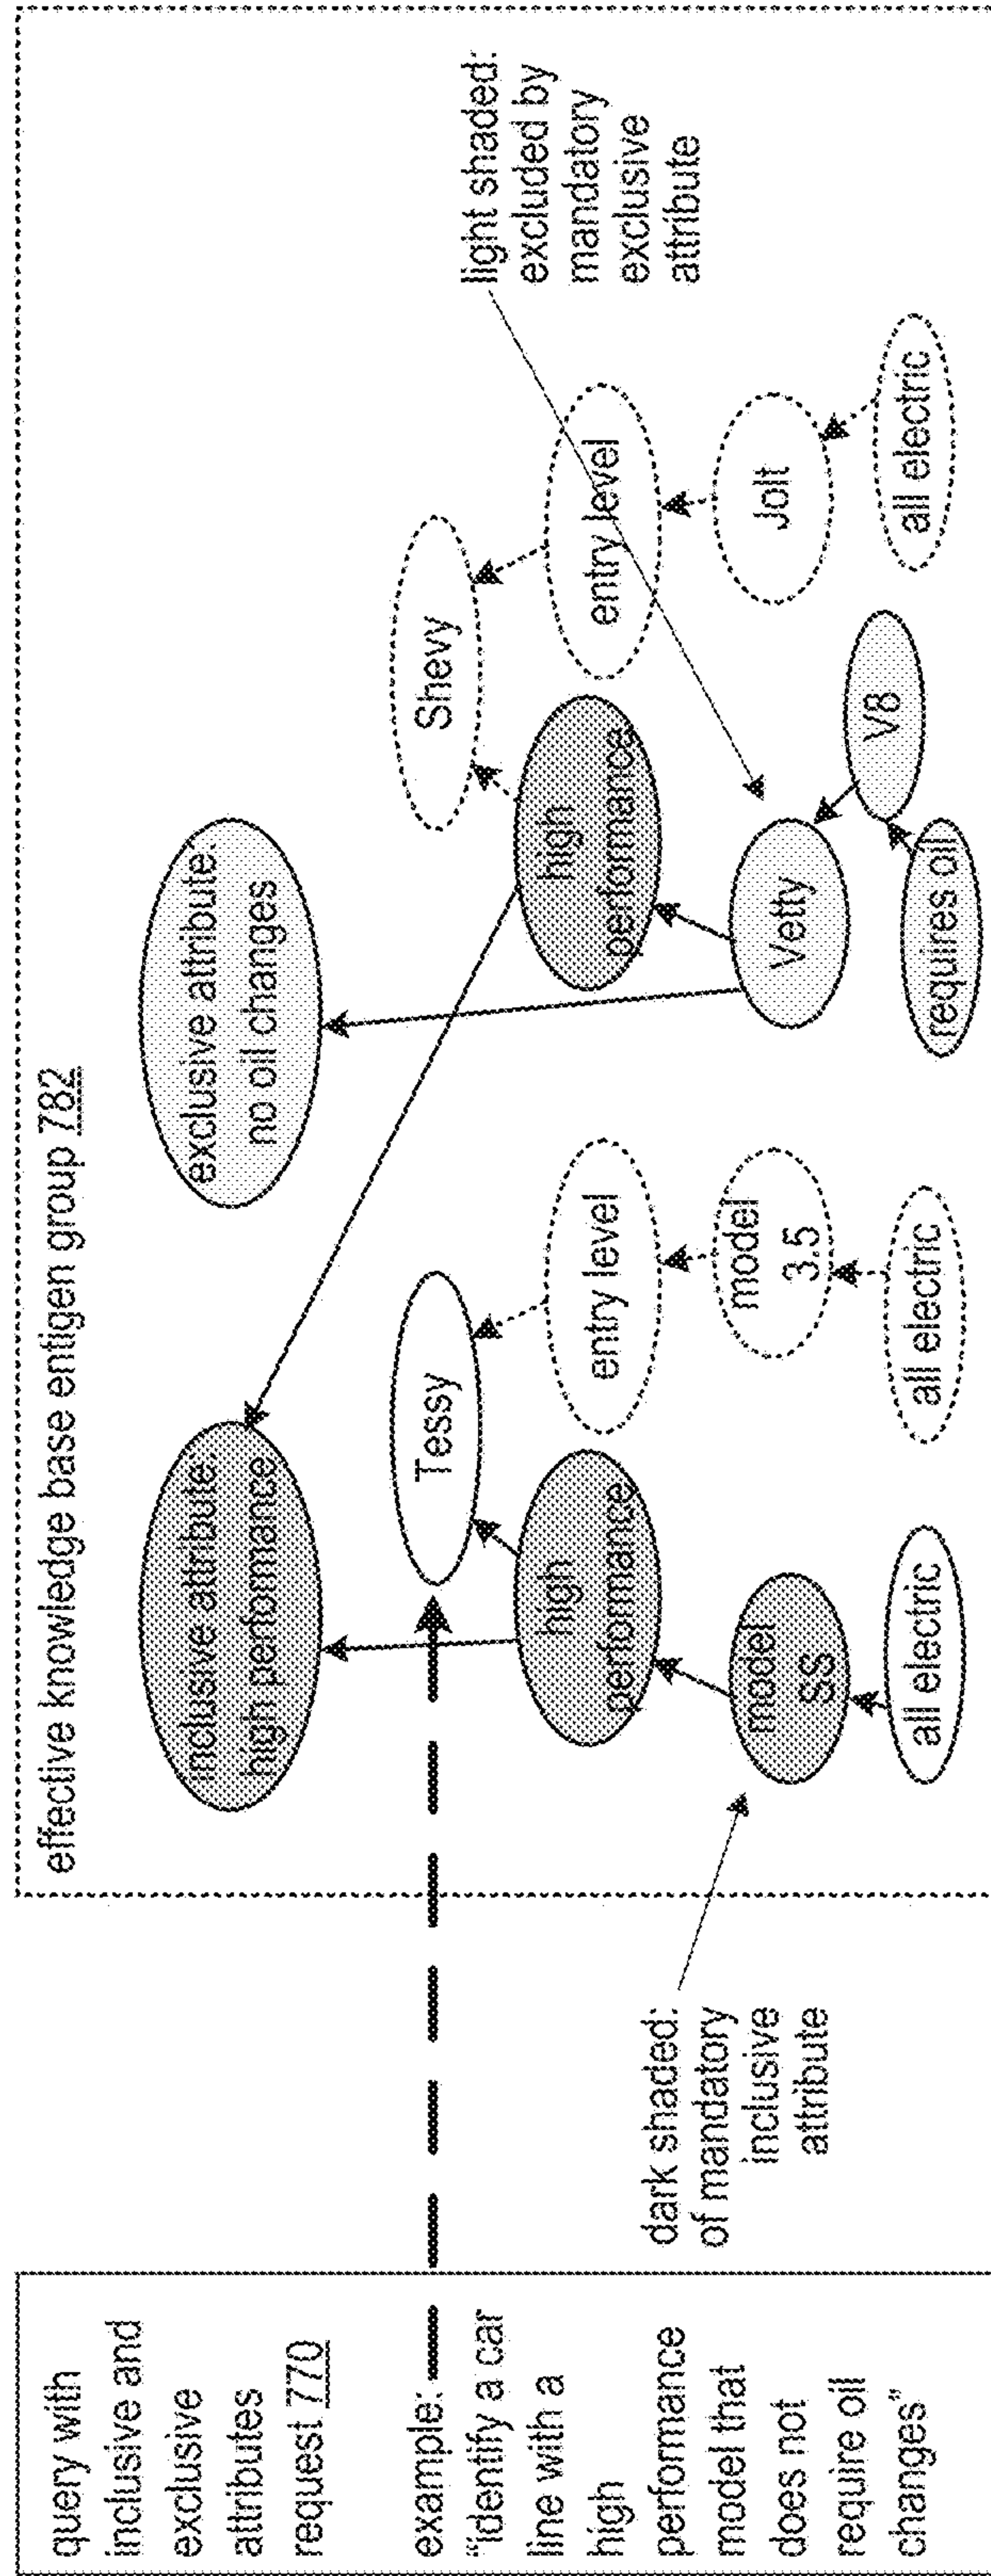 query with
inclusive and
exclusive
attributes
request 770
example:
"identify a car
line with a
high
performance
model that
does not
require oil
changes"
dark shaded:
of mandatory
inclusive
attribute
effective knowledge base entigen group 782
inclusive attribute:
high performance
exclusive attribute:
no oil changes
Tessy
Shevy
high
performance
entry level
high
performance
entry level
model
SS
model
3.5
Vetty
Jolt
all electric
all electric
requires oil
V8
all electric
light shaded:
excluded by
mandatory
exclusive
attribute